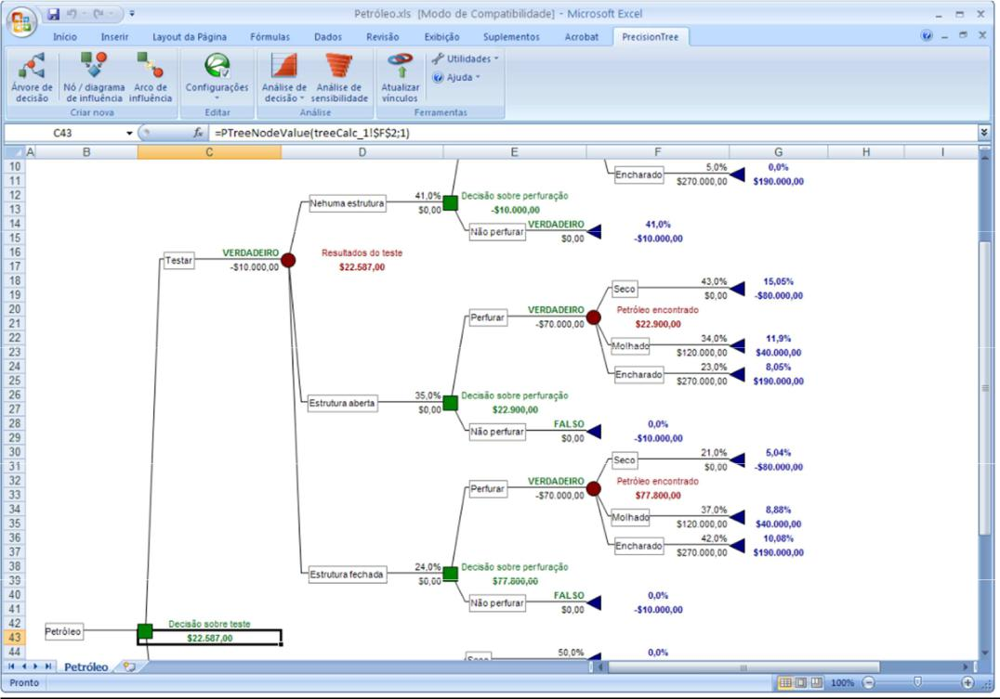 Petróleo.xls [Modo de Compatibilidade] - Microsoft Excel
Início Inserir Layout da Página Fórmulas Dados Revisão Exibição Suplementos Acrobat PrecisionTree
Árvore de decisão
Nó / diagrama de influência
Arco de influência
Criar nova
Configurações
Editar
Análise de decisão
Análise de sensibilidade
Análise
Atualizar vínculos
Utilidades
Ajuda
Ferramentas
C43 fx =PTreeNodeValue(treeCalc_1!$F$2;1)
A B C D E F G H I
10 5,0% 0,0%
11 Encharado $270.000,00 $190.000,00
12 41,0% Decisão sobre perfuração
13 Nehuma estrutura $0,00 -$10.000,00
14 VERDADEIRO 41,0%
15 Não perfurar $0,00 -$10.000,00
16 VERDADEIRO Resultados do teste
17 Testar -$10.000,00 $22.587,00
18 43,0% 15,05%
19 Seco $0,00 -$80.000,00
20 VERDADEIRO Petróleo encontrado
21 Perfurar -$70.000,00 $22.900,00
22 34,0% 11,9%
23 Molhado $120.000,00 $40.000,00
24 23,0% 8,05%
25 Encharado $270.000,00 $190.000,00
26 35,0% Decisão sobre perfuração
27 Estrutura aberta $0,00 $22.900,00
28 FALSO 0,0%
29 Não perfurar $0,00 -$10.000,00
30 21,0% 5,04%
31 Seco $0,00 -$80.000,00
32 VERDADEIRO Petróleo encontrado
33 Perfurar -$70.000,00 $77.800,00
34 37,0% 8,88%
35 Molhado $120.000,00 $40.000,00
36 42,0% 10,08%
37 Encharado $270.000,00 $190.000,00
38 24,0% Decisão sobre perfuração
39 Estrutura fechada $0,00 $77.800,00
40 FALSO 0,0%
41 Não perfurar $0,00 -$10.000,00
42 Decisão sobre teste
43 Petróleo $22.587,00
44 Seco 50,0% 0,0%
Petróleo
Pronto 100%